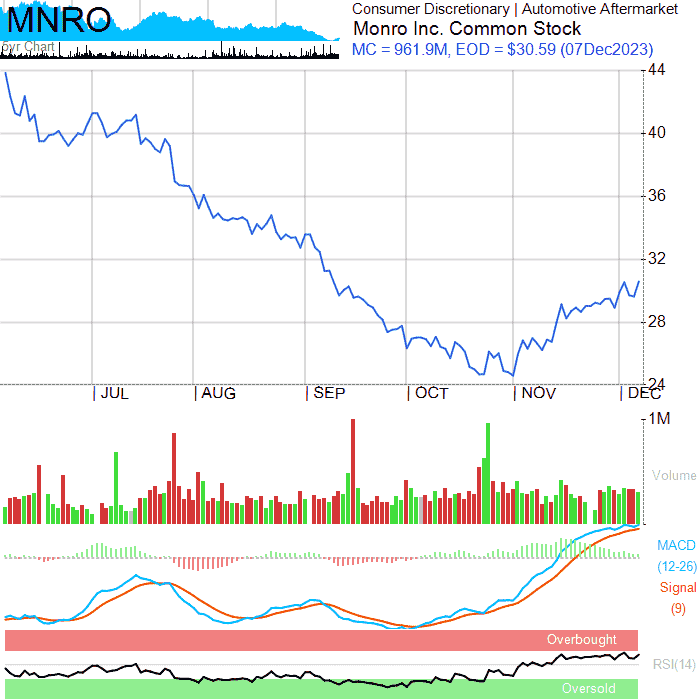 MNRO
5yr Chart
Consumer Discretionary | Automotive Aftermarket
Monro Inc. Common Stock
MC = 961.9M, EOD = $30.59 (07Dec2023)
44
40
36
32
28
24
JUL AUG SEP OCT NOV DEC
1M
Volume
MACD
(12-26)
Signal
(9)
Overbought
RSI(14)
Oversold